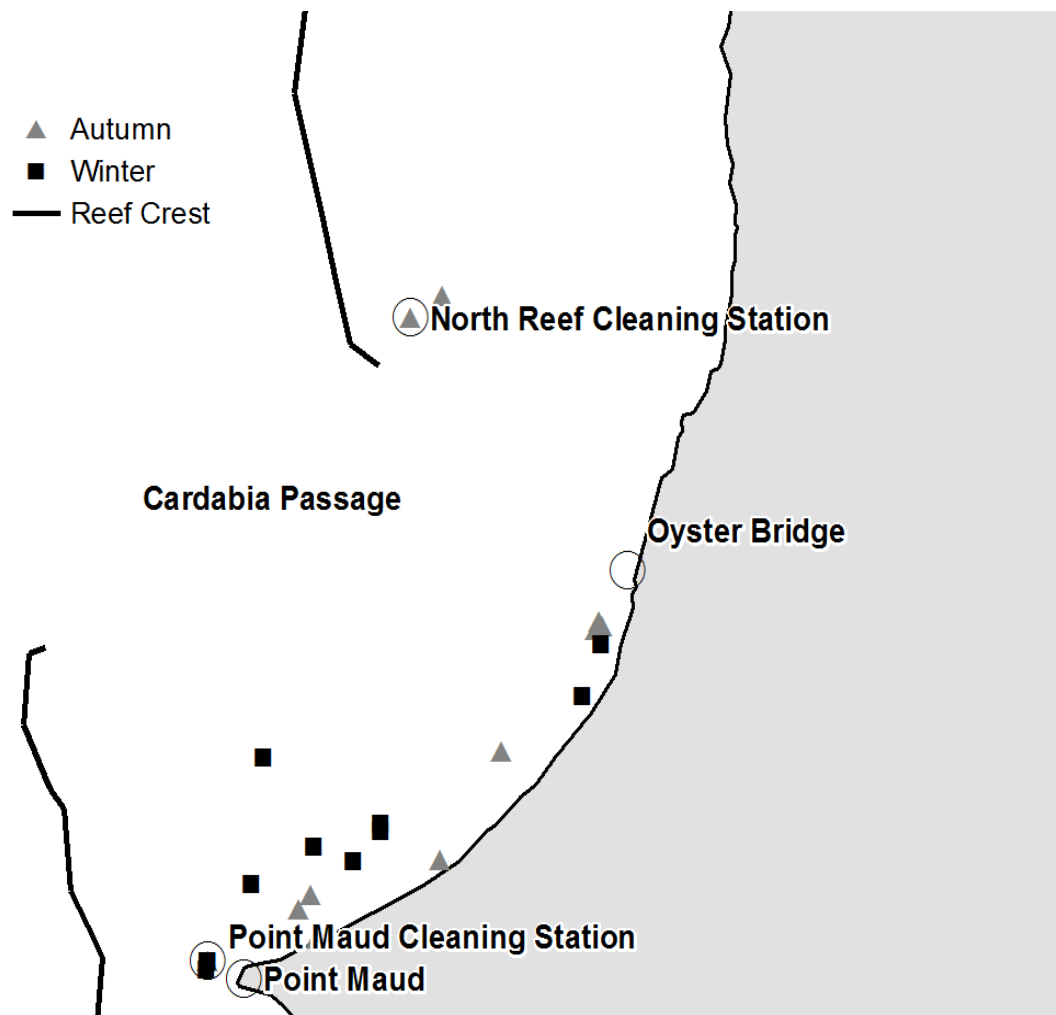 Autumn
Winter
Reef Crest
North Reef Cleaning Station
Cardabia Passage
Oyster Bridge
Point Maud Cleaning Station
Point Maud